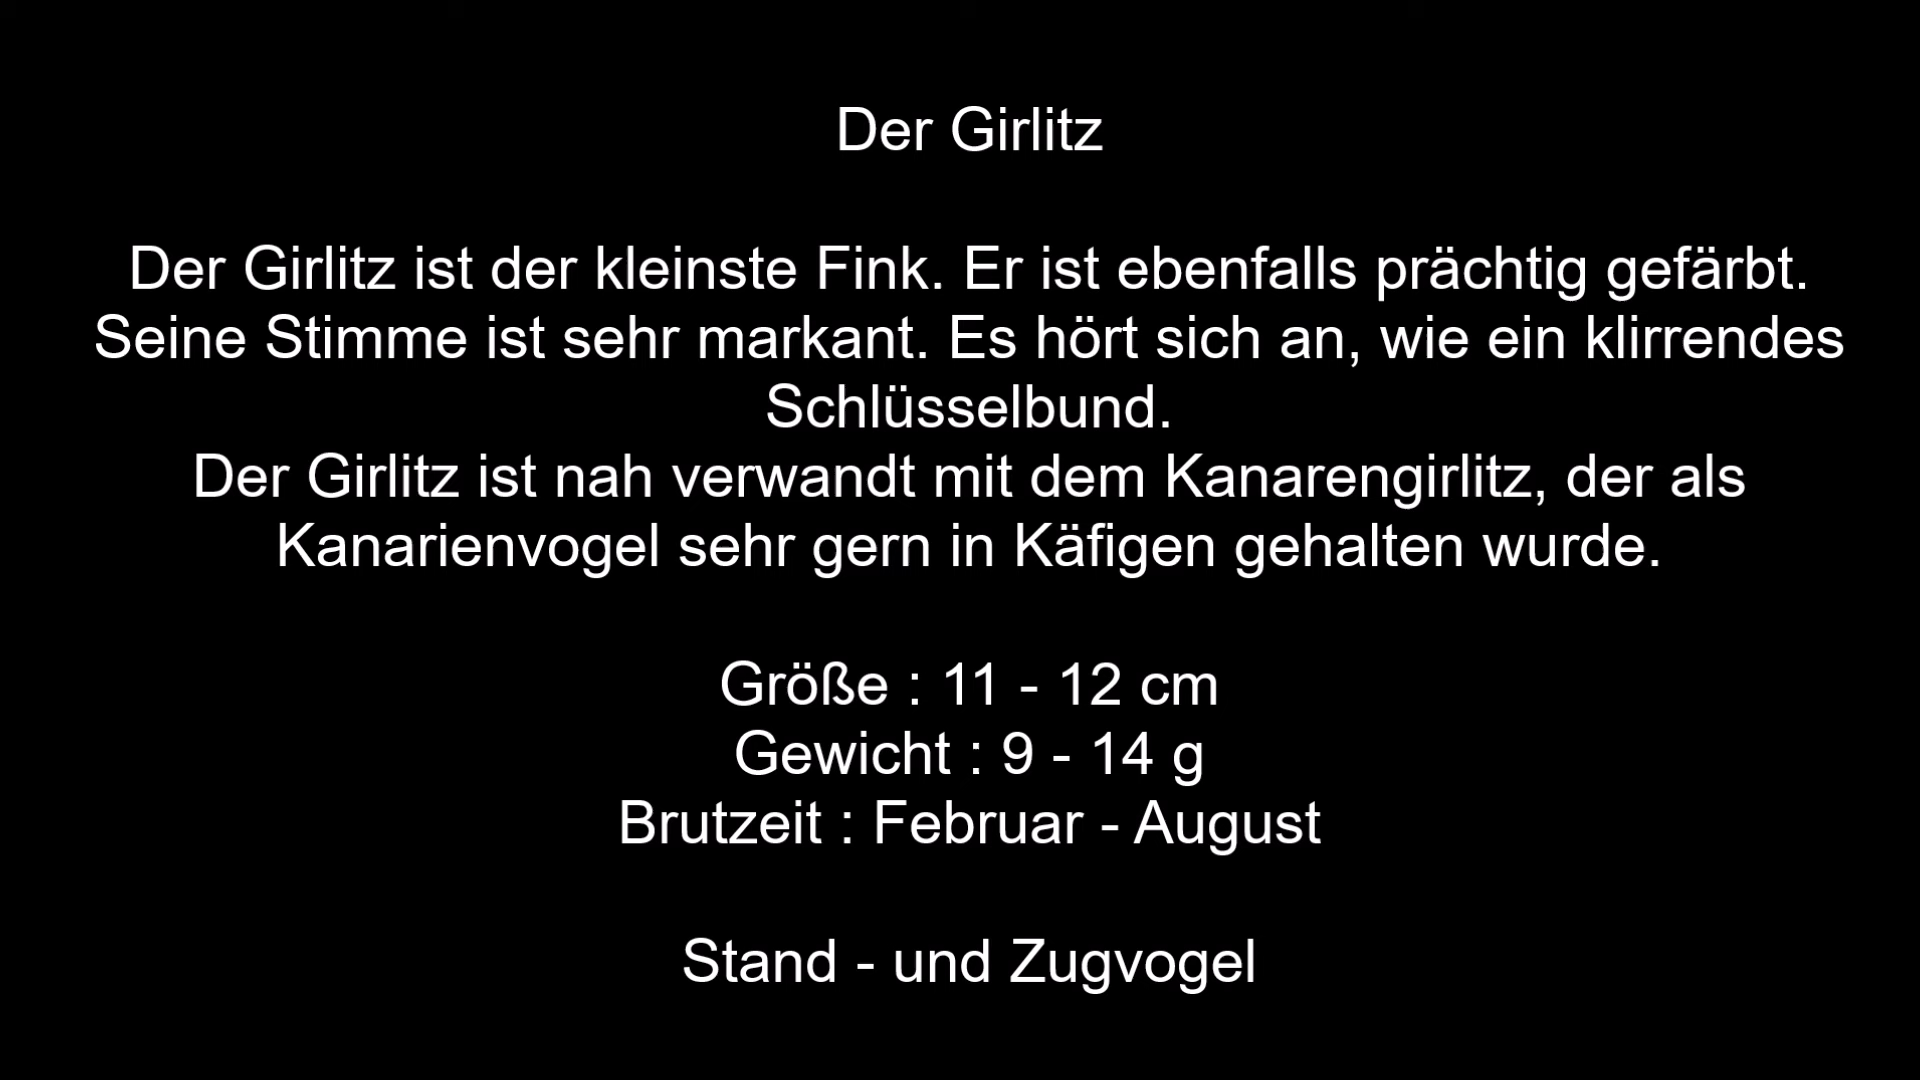 Der Girlitz
Der Girlitz ist der kleinste Fink. Er ist ebenfalls prächtig gefärbt.
Seine Stimme ist sehr markant. Es hört sich an, wie ein klirrendes
Schlüsselbund.
Der Girlitz ist nah verwandt mit dem Kanarengirlitz, der als
Kanarienvogel sehr gern in Käfigen gehalten wurde.
Größe : 11 - 12 cm
Gewicht : 9 - 14 g
Brutzeit : Februar - August
Stand - und Zugvogel